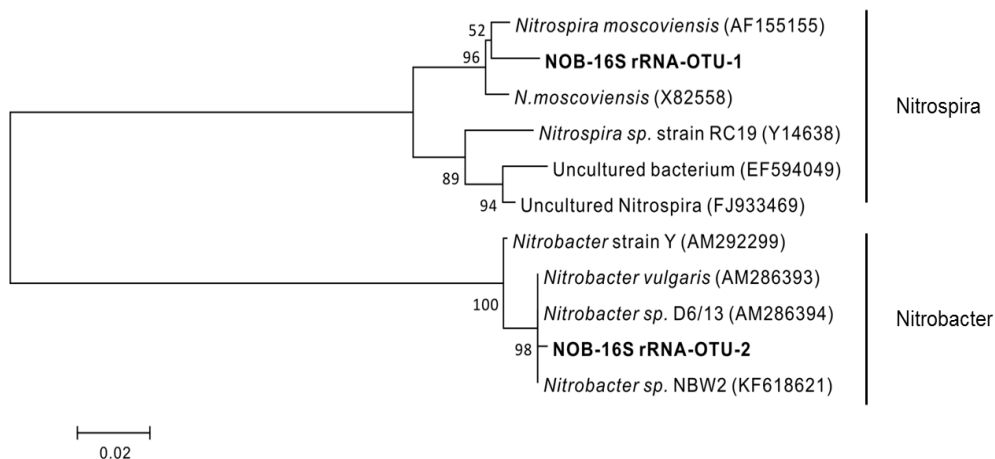 Nitrospira moscoviensis (AF155155)
52
NOB-16S rRNA-OTU-1
96
N.moscoviensis (X82558)
Nitrospira
Nitrospira sp. strain RC19 (Y14638)
Uncultured bacterium (EF594049)
89
94
Uncultured Nitrospira (FJ933469)
Nitrobacter strain Y (AM292299)
Nitrobacter vulgaris (AM286393)
100
Nitrobacter sp. D6/13 (AM286394)
Nitrobacter
98
NOB-16S rRNA-OTU-2
Nitrobacter sp. NBW2 (KF618621)
0.02